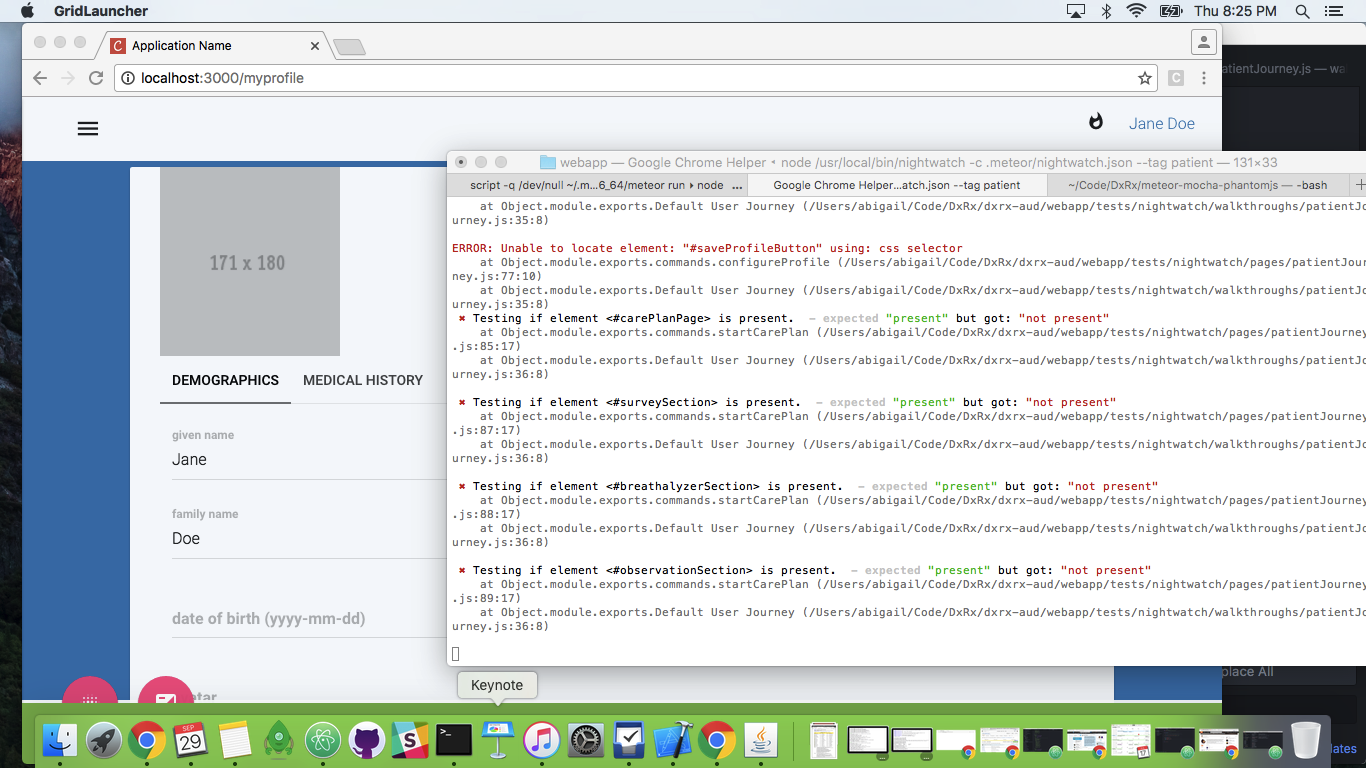 GridLauncher
Thu 8:25 PM
Application Name
localhost:3000/myprofile
atientJourney.js — wa
Jane Doe
webapp — Google Chrome Helper • node /usr/local/bin/nightwatch -c .meteor/nightwatch.json --tag patient — 131×33
script -q /dev/null ~/.m...6_64/meteor run ▸ node ...
Google Chrome Helper...atch.json --tag patient
~/Code/DxRx/meteor-mocha-phantomjs — -bash
171 x 180
DEMOGRAPHICS
MEDICAL HISTORY
given name
Jane
family name
Doe
date of birth (yyyy-mm-dd)
atar
at Object.module.exports.Default User Journey (/Users/abigail/Code/DxRx/dxrx-aud/webapp/tests/nightwatch/walkthroughs/patientJo
urney.js:35:8)
ERROR: Unable to locate element: "#saveProfileButton" using: css selector
at Object.module.exports.commands.configureProfile (/Users/abigail/Code/DxRx/dxrx-aud/webapp/tests/nightwatch/pages/patientJour
ney.js:77:10)
at Object.module.exports.Default User Journey (/Users/abigail/Code/DxRx/dxrx-aud/webapp/tests/nightwatch/walkthroughs/patientJo
urney.js:35:8)
✖ Testing if element <#carePlanPage> is present.  – expected "present" but got: "not present"
at Object.module.exports.commands.startCarePlan (/Users/abigail/Code/DxRx/dxrx-aud/webapp/tests/nightwatch/pages/patientJourney
.js:85:17)
at Object.module.exports.Default User Journey (/Users/abigail/Code/DxRx/dxrx-aud/webapp/tests/nightwatch/walkthroughs/patientJo
urney.js:36:8)
✖ Testing if element <#surveySection> is present.  – expected "present" but got: "not present"
at Object.module.exports.commands.startCarePlan (/Users/abigail/Code/DxRx/dxrx-aud/webapp/tests/nightwatch/pages/patientJourney
.js:87:17)
at Object.module.exports.Default User Journey (/Users/abigail/Code/DxRx/dxrx-aud/webapp/tests/nightwatch/walkthroughs/patientJo
urney.js:36:8)
✖ Testing if element <#breathalyzerSection> is present.  – expected "present" but got: "not present"
at Object.module.exports.commands.startCarePlan (/Users/abigail/Code/DxRx/dxrx-aud/webapp/tests/nightwatch/pages/patientJourney
.js:88:17)
at Object.module.exports.Default User Journey (/Users/abigail/Code/DxRx/dxrx-aud/webapp/tests/nightwatch/walkthroughs/patientJo
urney.js:36:8)
✖ Testing if element <#observationSection> is present.  – expected "present" but got: "not present"
at Object.module.exports.commands.startCarePlan (/Users/abigail/Code/DxRx/dxrx-aud/webapp/tests/nightwatch/pages/patientJourney
.js:89:17)
at Object.module.exports.Default User Journey (/Users/abigail/Code/DxRx/dxrx-aud/webapp/tests/nightwatch/walkthroughs/patientJo
urney.js:36:8)
place All
Keynote
SEP
29
dates